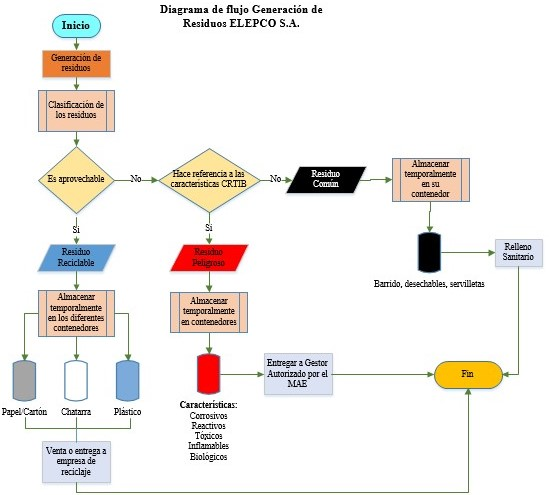 Diagrama de flujo Generación de
Residuos ELEPCO S.A.
Inicio
Generación de
residuos
Clasificación de
los residuos
Es aprovechable
No
Hace referencia a las
características CRTIB
No
Residuo
Común
Almacenar
temporalmente
en su
contenedor
Si
Si
Residuo
Reciclable
Residuo
Peligroso
Relleno
Sanitario
Barrido, desechables, servilletas
Almacenar
temporalmente
en los diferentes
contenedores
Almacenar
temporalmente
en contenedores
Entregar a Gestor
Autorizado por el
MAE
Fin
Papel/Cartón
Chatarra
Plástico
Características:
Corrosivos
Reactivos
Tóxicos
Inflamables
Biológicos
Venta o entrega a
empresa de
reciclaje